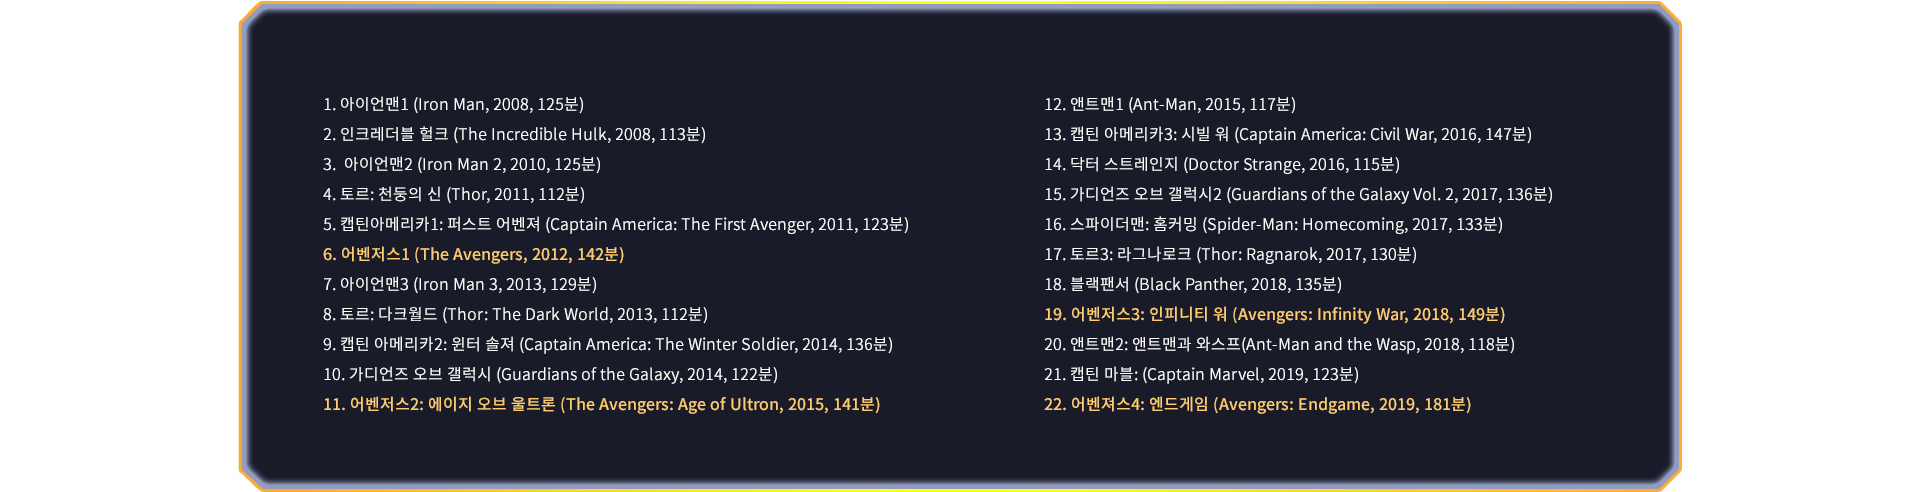 1. 아이언맨1 (Iron Man, 2008, 125분)
2. 인크레더블 헐크 (The Incredible Hulk, 2008, 113분)
3. 아이언맨2 (Iron Man 2, 2010, 125분)
4. 토르: 천둥의 신 (Thor, 2011, 112분)
5. 캡틴아메리카1: 퍼스트 어벤져 (Captain America: The First Avenger, 2011, 123분)
6. 어벤저스1 (The Avengers, 2012, 142분)
7. 아이언맨3 (Iron Man 3, 2013, 129분)
8. 토르: 다크월드 (Thor: The Dark World, 2013, 112분)
9. 캡틴 아메리카2: 윈터 솔져 (Captain America: The Winter Soldier, 2014, 136분)
10. 가디언즈 오브 갤럭시 (Guardians of the Galaxy, 2014, 122분)
11. 어벤저스2: 에이지 오브 울트론 (The Avengers: Age of Ultron, 2015, 141분)
12. 앤트맨1 (Ant-Man, 2015, 117분)
13. 캡틴 아메리카3: 시빌 워 (Captain America: Civil War, 2016, 147분)
14. 닥터 스트레인지 (Doctor Strange, 2016, 115분)
15. 가디언즈 오브 갤럭시2 (Guardians of the Galaxy Vol. 2, 2017, 136분)
16. 스파이더맨: 홈커밍 (Spider-Man: Homecoming, 2017, 133분)
17. 토르3: 라그나로크 (Thor: Ragnarok, 2017, 130분)
18. 블랙팬서 (Black Panther, 2018, 135분)
19. 어벤저스3: 인피니티 워 (Avengers: Infinity War, 2018, 149분)
20. 앤트맨2: 앤트맨과 와스프(Ant-Man and the Wasp, 2018, 118분)
21. 캡틴 마블: (Captain Marvel, 2019, 123분)
22. 어벤져스4: 엔드게임 (Avengers: Endgame, 2019, 181분)